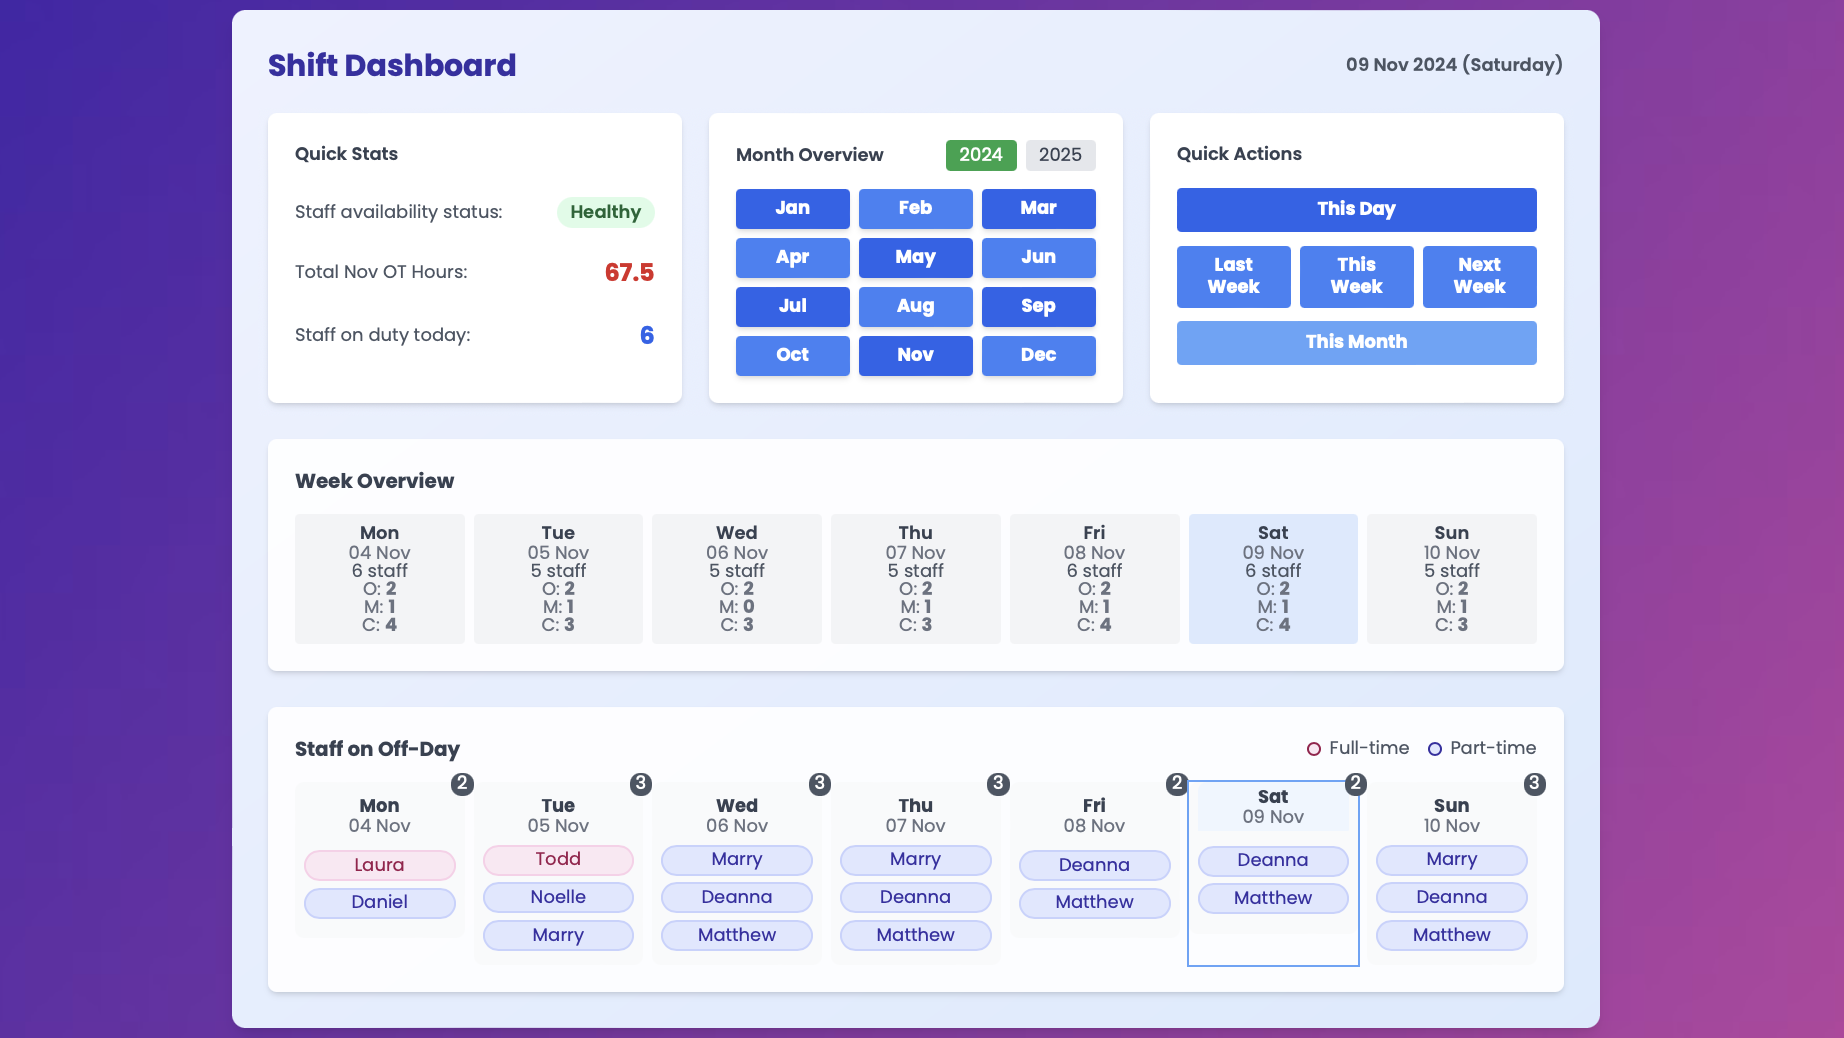 Shift Dashboard
09 Nov 2024 (Saturday)
Quick Stats
Staff availability status: Healthy
Total Nov OT Hours: 67.5
Staff on duty today: 6
Month Overview 2024 2025
Jan Feb Mar
Apr May Jun
Jul Aug Sep
Oct Nov Dec
Quick Actions
This Day
Last
Week
This
Week
Next
Week
This Month
Week Overview
Mon
04 Nov
6 staff
O: 2
M: 1
C: 4
Tue
05 Nov
5 staff
O: 2
M: 1
C: 3
Wed
06 Nov
5 staff
O: 2
M: 0
C: 3
Thu
07 Nov
5 staff
O: 2
M: 1
C: 3
Fri
08 Nov
6 staff
O: 2
M: 1
C: 4
Sat
09 Nov
6 staff
O: 2
M: 1
C: 4
Sun
10 Nov
5 staff
O: 2
M: 1
C: 3
Staff on Off-Day
Full-time Part-time
2
Mon
04 Nov
Laura
Daniel
3
Tue
05 Nov
Todd
Noelle
Marry
3
Wed
06 Nov
Marry
Deanna
Matthew
3
Thu
07 Nov
Marry
Deanna
Matthew
2
Fri
08 Nov
Deanna
Matthew
2
Sat
09 Nov
Deanna
Matthew
3
Sun
10 Nov
Marry
Deanna
Matthew